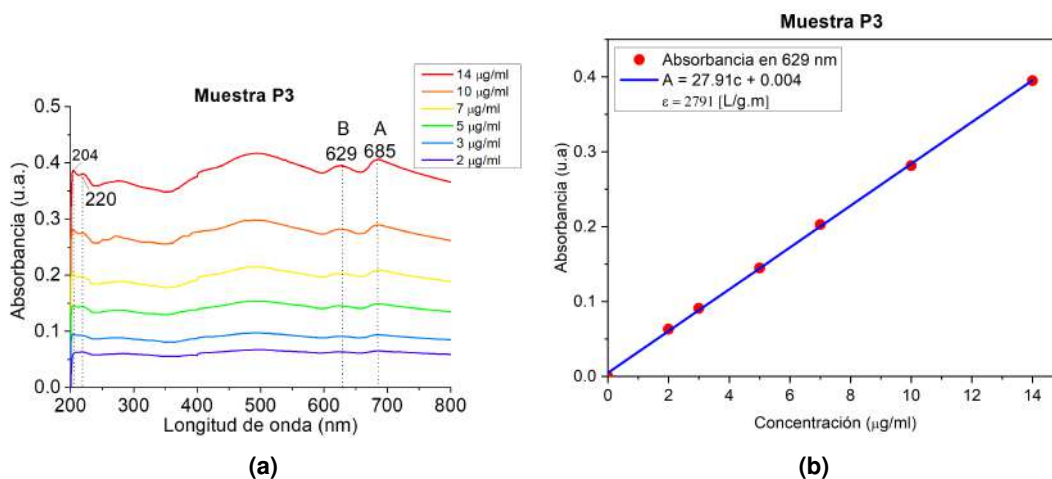 Muestra P3
14 µg/ml
10 µg/ml
7 µg/ml
5 µg/ml
3 µg/ml
2 µg/ml
B A
629 685
204
220
Absorbancia (u.a.)
0.5
0.4
0.3
0.2
0.1
0.0
200 300 400 500 600 700 800
Longitud de onda (nm)
(a)
Muestra P3
Absorbancia en 629 nm
A = 27.91c + 0.004
ε = 2791 [L/g.m]
Absorbancia (u.a)
0.4
0.3
0.2
0.1
0.0
0 2 4 6 8 10 12 14
Concentración (µg/ml)
(b)